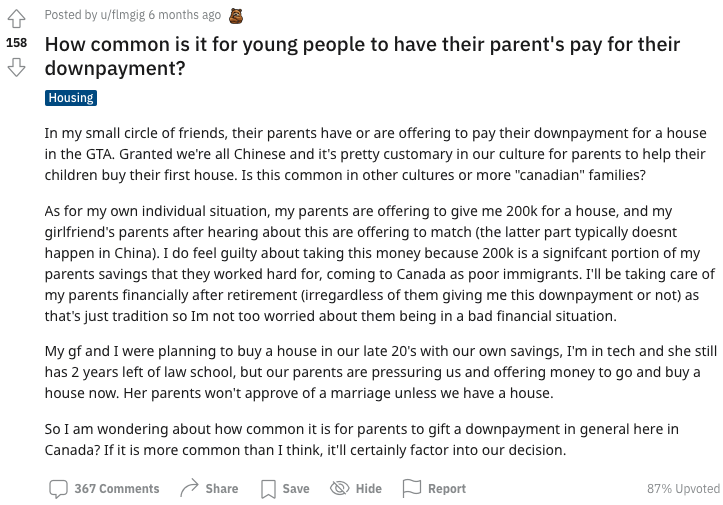 Posted by u/flmgig 6 months ago
158
How common is it for young people to have their parent's pay for their
downpayment?
Housing
In my small circle of friends, their parents have or are offering to pay their downpayment for a house
in the GTA. Granted we're all Chinese and it's pretty customary in our culture for parents to help their
children buy their first house. Is this common in other cultures or more "canadian" families?
As for my own individual situation, my parents are offering to give me 200k for a house, and my
girlfriend's parents after hearing about this are offering to match (the latter part typically doesnt
happen in China). I do feel guilty about taking this money because 200k is a signifcant portion of my
parents savings that they worked hard for, coming to Canada as poor immigrants. I'll be taking care of
my parents financially after retirement (irregardless of them giving me this downpayment or not) as
that's just tradition so Im not too worried about them being in a bad financial situation.
My gf and I were planning to buy a house in our late 20's with our own savings, I'm in tech and she still
has 2 years left of law school, but our parents are pressuring us and offering money to go and buy a
house now. Her parents won't approve of a marriage unless we have a house.
So I am wondering about how common it is for parents to gift a downpayment in general here in
Canada? If it is more common than I think, it'll certainly factor into our decision.
367 Comments Share Save Hide Report 87% Upvoted